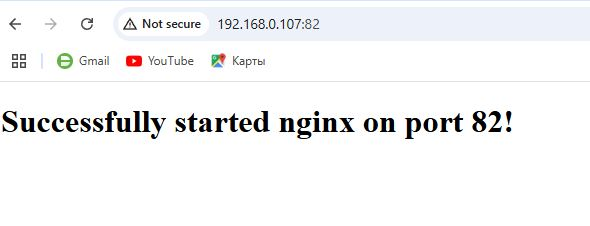 Not secure 192.168.0.107:82
Gmail YouTube Карты
Successfully started nginx on port 82!